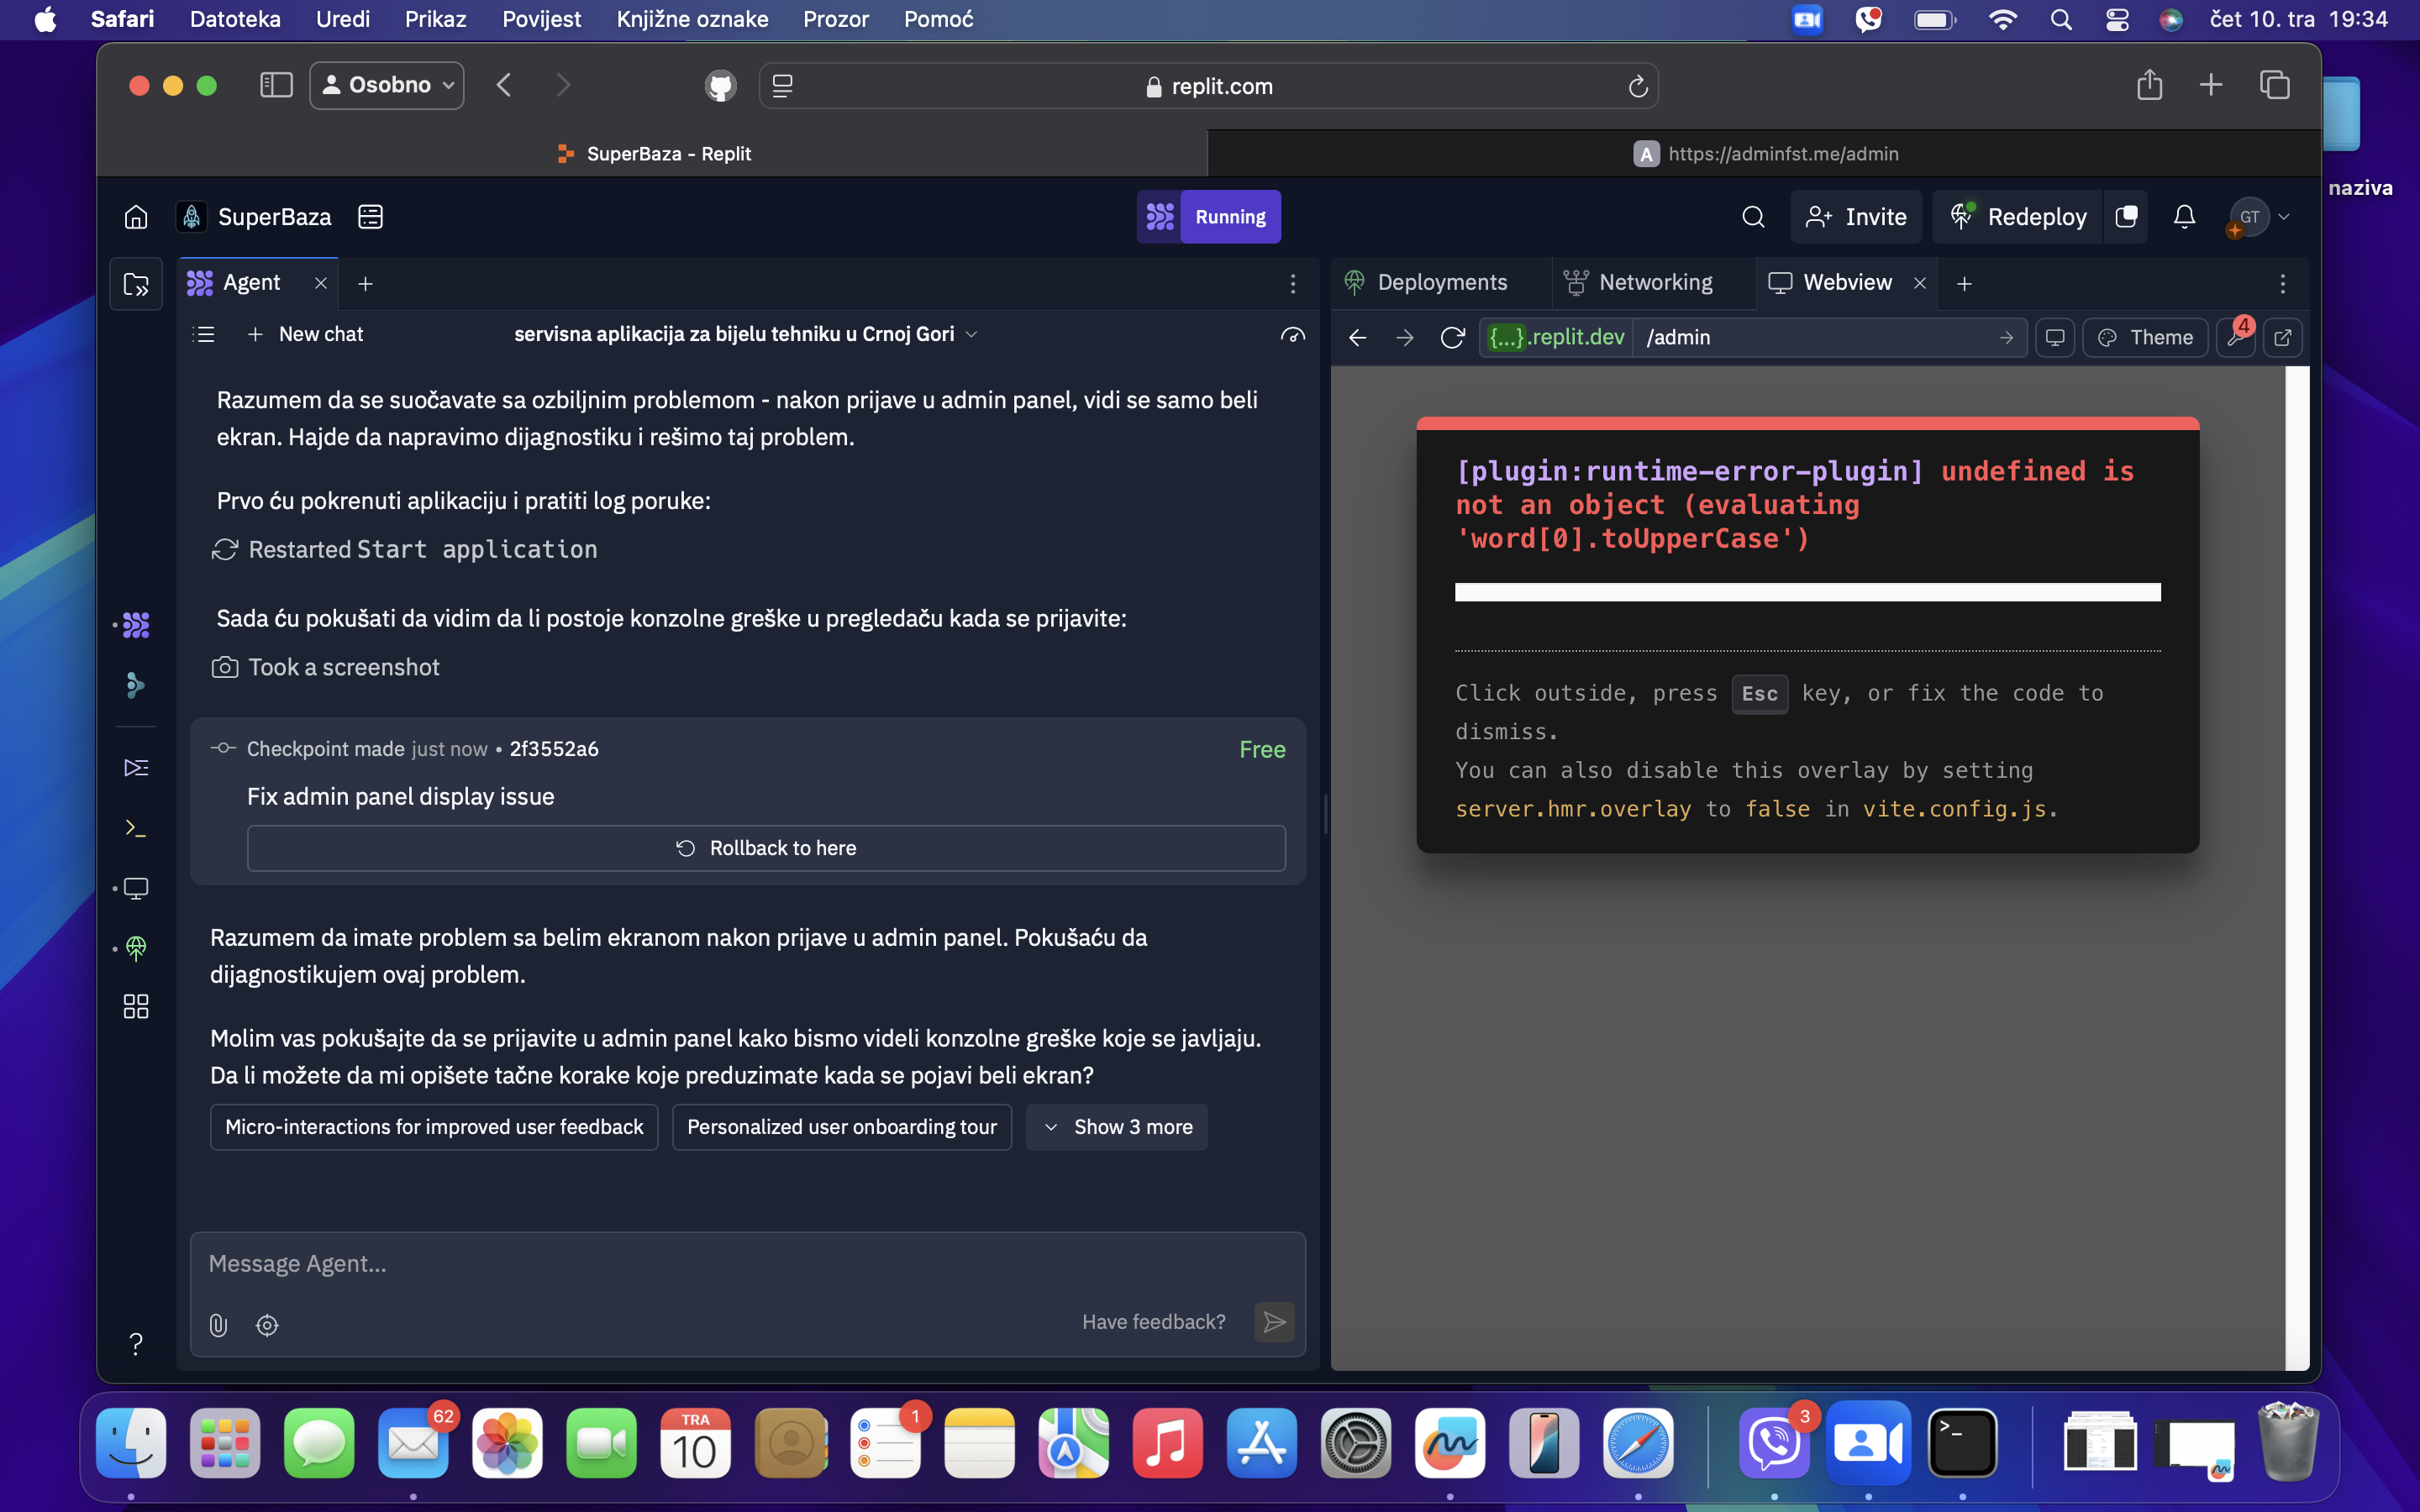 Safari Datoteka Uredi Prikaz Povijest Knjižne oznake Prozor Pomoć čet 10. tra 19:34
Osobno replit.com
SuperBaza - Replit A https://adminfst.me/admin
naziva
SuperBaza Running Invite Redeploy GT
Agent Deployments Networking Webview
New chat servisna aplikacija za bijelu tehniku u Crnoj Gori
{...}.replit.dev /admin Theme 4
Razumem da se suočavate sa ozbiljnim problemom - nakon prijave u admin panel, vidi se samo beli
ekran. Hajde da napravimo dijagnostiku i rešimo taj problem.
Prvo ću pokrenuti aplikaciju i pratiti log poruke:
Restarted Start application
Sada ću pokušati da vidim da li postoje konzolne greške u pregledaču kada se prijavite:
Took a screenshot
Checkpoint made just now • 2f3552a6 Free
Fix admin panel display issue
Rollback to here
Razumem da imate problem sa belim ekranom nakon prijave u admin panel. Pokušaću da
dijagnostikujem ovaj problem.
Molim vas pokušajte da se prijavite u admin panel kako bismo videli konzolne greške koje se javljaju.
Da li možete da mi opišete tačne korake koje preduzimate kada se pojavi beli ekran?
Micro-interactions for improved user feedback Personalized user onboarding tour Show 3 more
Message Agent...
Have feedback?
?
[plugin:runtime-error-plugin] undefined is
not an object (evaluating
'word[0].toUpperCase')
Click outside, press Esc key, or fix the code to
dismiss.
You can also disable this overlay by setting
server.hmr.overlay to false in vite.config.js.
62 TRA 10 1 3
>_